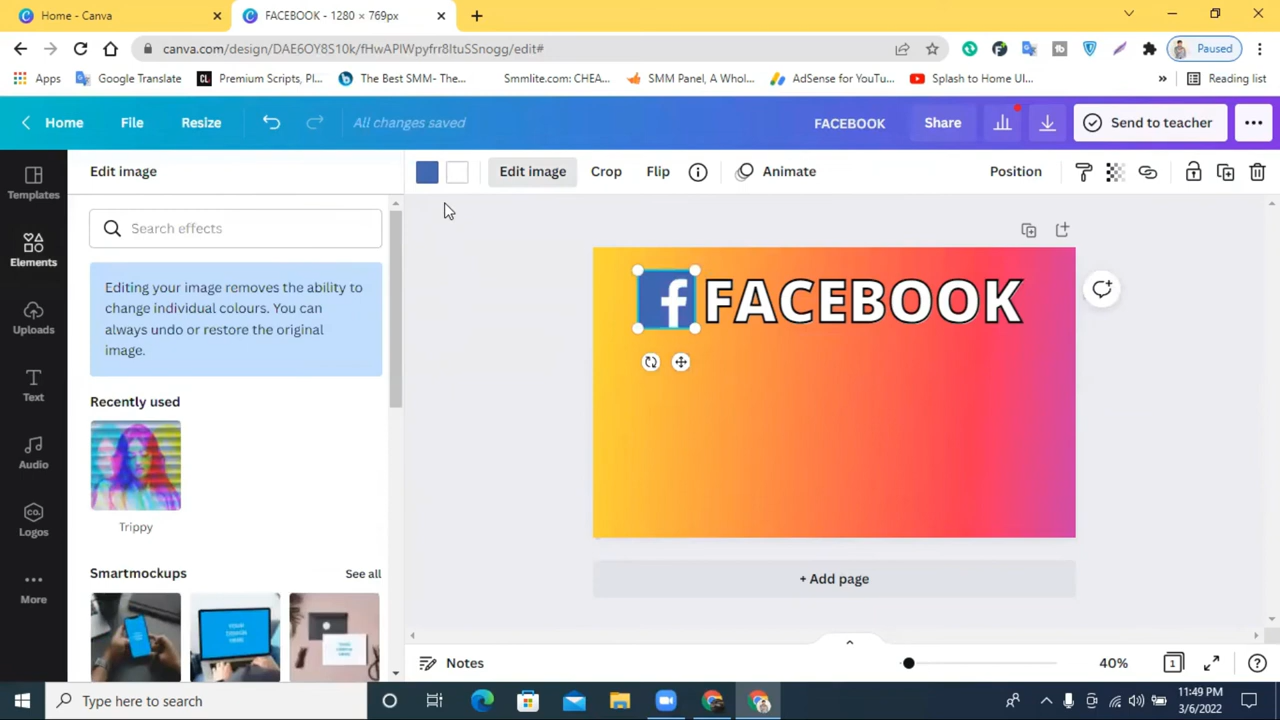 Home - Canva
FACEBOOK - 1280 × 769px
canva.com/design/DAE6OY8S10k/fHwAPlWpyfrr8ItuSSnogg/edit#
Paused
Apps
Google Translate
CL
Premium Scripts, Pl...
The Best SMM- The...
Smmlite.com: CHEA...
SMM Panel, A Whol...
AdSense for YouTu...
Splash to Home UI...
»
Reading list
Home
File
Resize
All changes saved
FACEBOOK
Share
Send to teacher
Templates
Elements
Uploads
Text
Audio
Logos
More
Edit image
Search effects
Editing your image removes the ability to
change individual colours. You can
always undo or restore the original
image.
Recently used
Trippy
Smartmockups
See all
Edit image
Crop
Flip
Animate
Position
f
FACEBOOK
+ Add page
Notes
40%
1
Type here to search
11:49 PM
3/6/2022